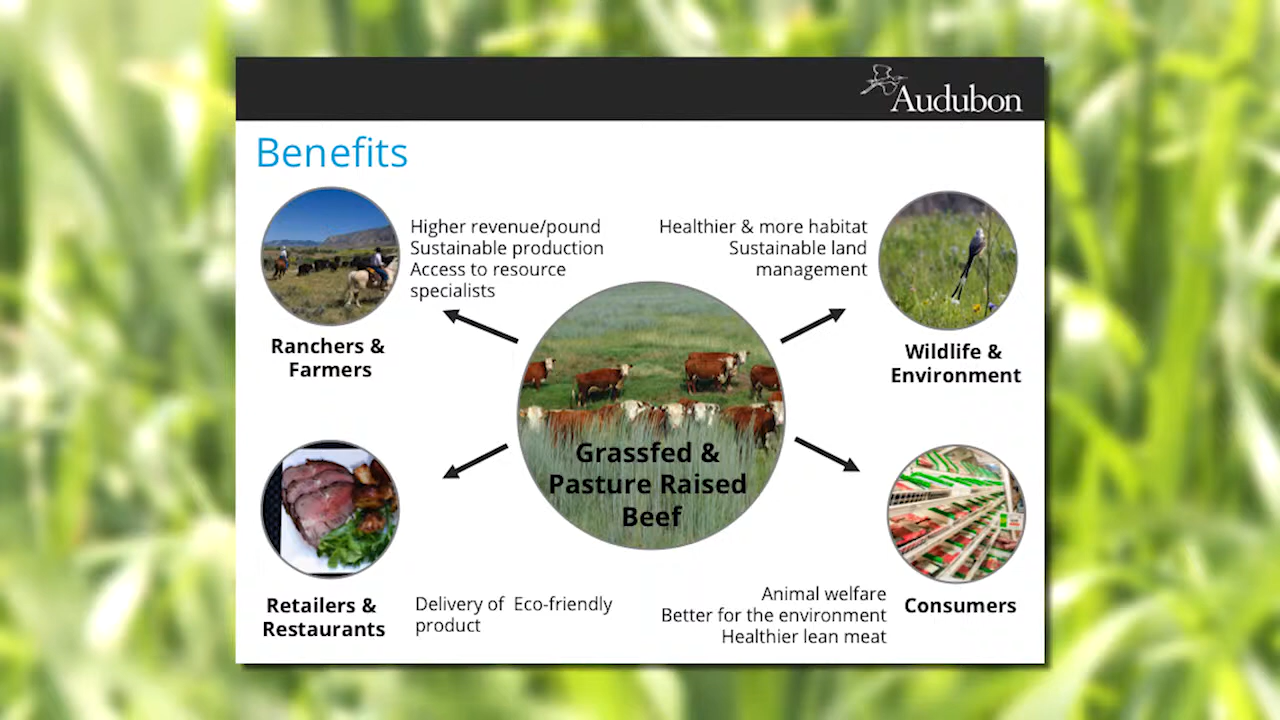 Audubon
Benefits
Higher revenue/pound
Sustainable production
Access to resource
specialists
Ranchers &
Farmers
Healthier & more habitat
Sustainable land
management
Wildlife &
Environment
Grassfed &
Pasture Raised
Beef
Retailers &
Restaurants
Delivery of  Eco-friendly
product
Animal welfare
Better for the environment
Healthier lean meat
Consumers